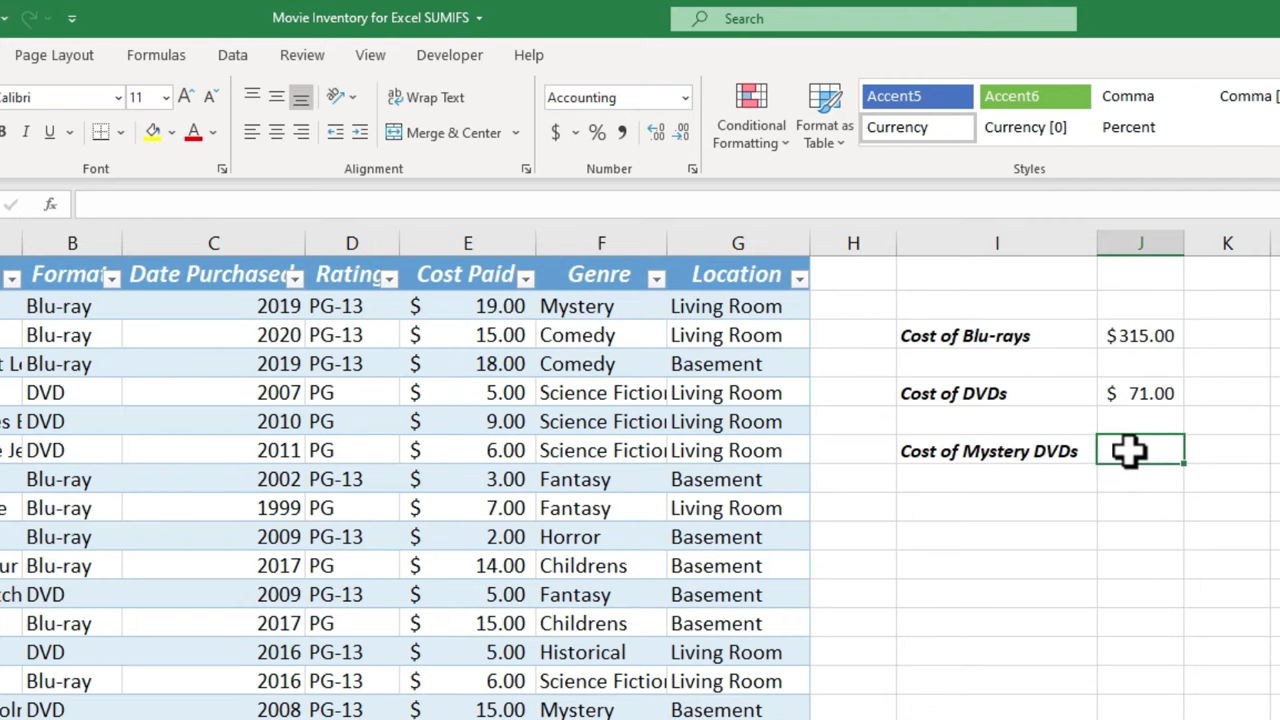 Movie Inventory for Excel SUMIFS
Search
Page Layout Formulas Data Review View Developer Help
Calibri 11 Wrap Text Accounting Accent5 Accent6 Comma Comma [
I U A $ % Merge & Center Conditional Formatting Format as Table Currency Currency [0] Percent
Font Alignment Number Styles
fx
B C D E F G H I J K
Format Date Purchased Rating Cost Paid Genre Location
Blu-ray 2019 PG-13 $ 19.00 Mystery Living Room
Blu-ray 2020 PG-13 $ 15.00 Comedy Living Room Cost of Blu-rays $315.00
Blu-ray 2019 PG-13 $ 18.00 Comedy Basement
DVD 2007 PG $ 5.00 Science Fictio Living Room Cost of DVDs $ 71.00
DVD 2010 PG $ 9.00 Science Fictio Living Room
DVD 2011 PG $ 6.00 Science Fictio Living Room Cost of Mystery DVDs
Blu-ray 2002 PG-13 $ 3.00 Fantasy Basement
Blu-ray 1999 PG $ 7.00 Fantasy Living Room
Blu-ray 2009 PG-13 $ 2.00 Horror Basement
Blu-ray 2017 PG $ 14.00 Childrens Basement
DVD 2009 PG-13 $ 5.00 Fantasy Basement
Blu-ray 2017 PG $ 15.00 Childrens Basement
DVD 2016 PG-13 $ 5.00 Historical Living Room
Blu-ray 2016 PG-13 $ 6.00 Science Fictio Living Room
DVD 2008 PG-13 $ 15.00 Mystery Basement